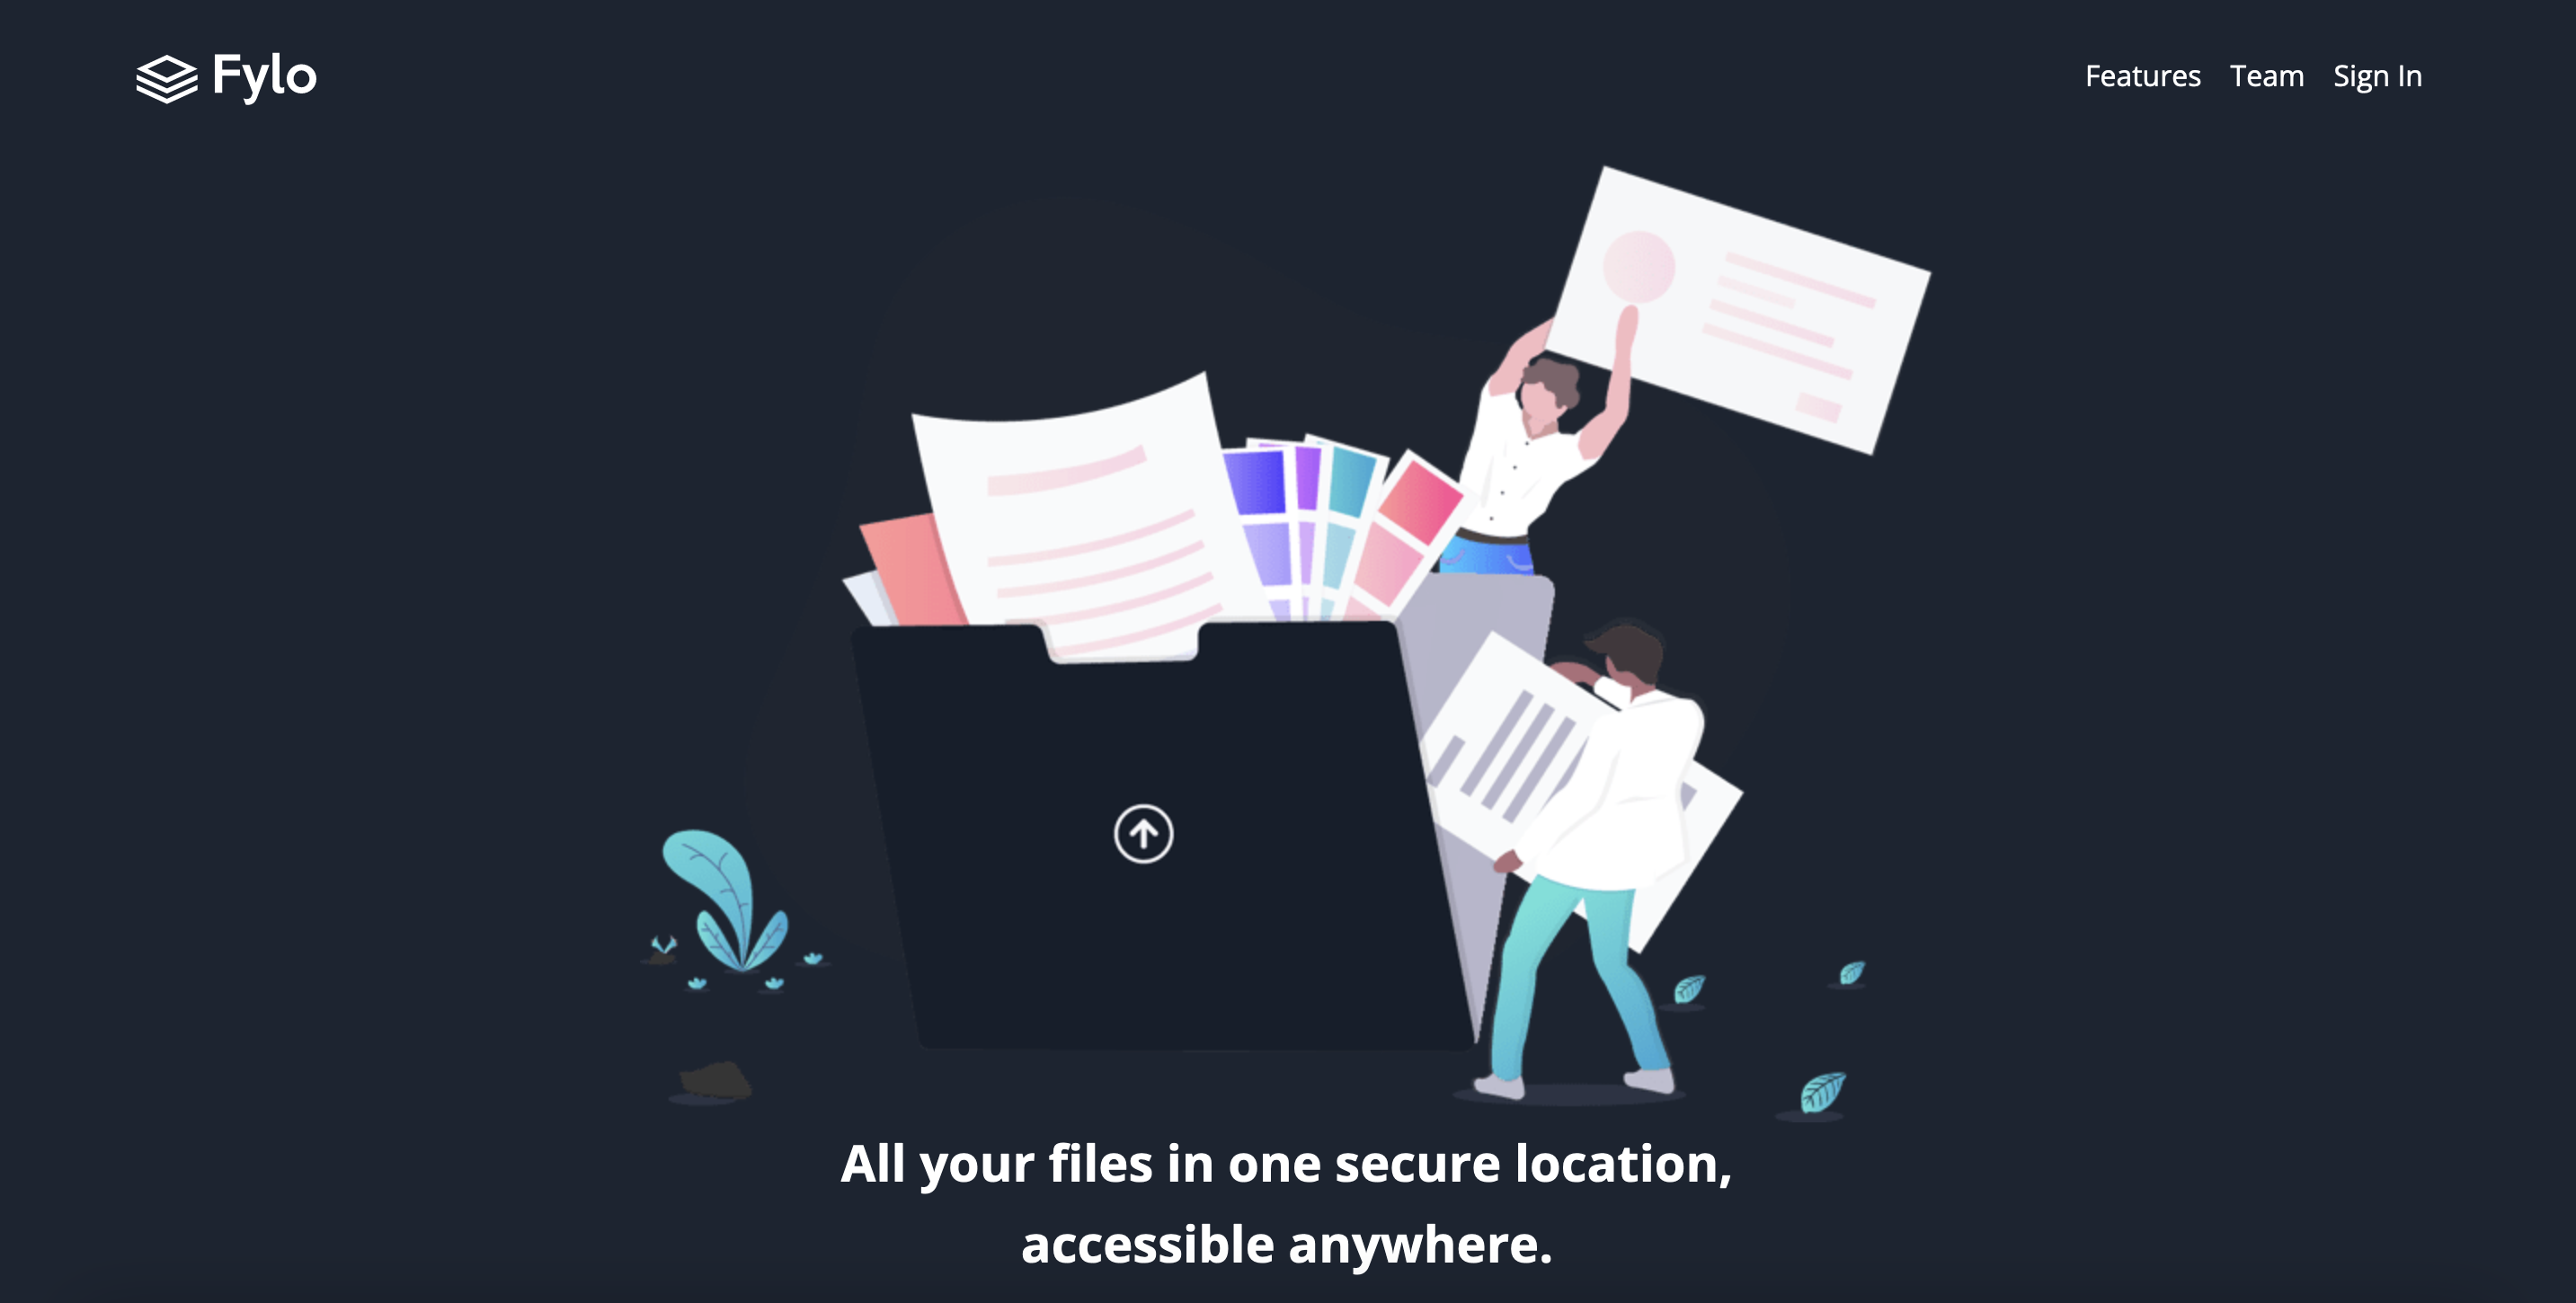 Fylo
Features Team Sign In
All your files in one secure location,
accessible anywhere.